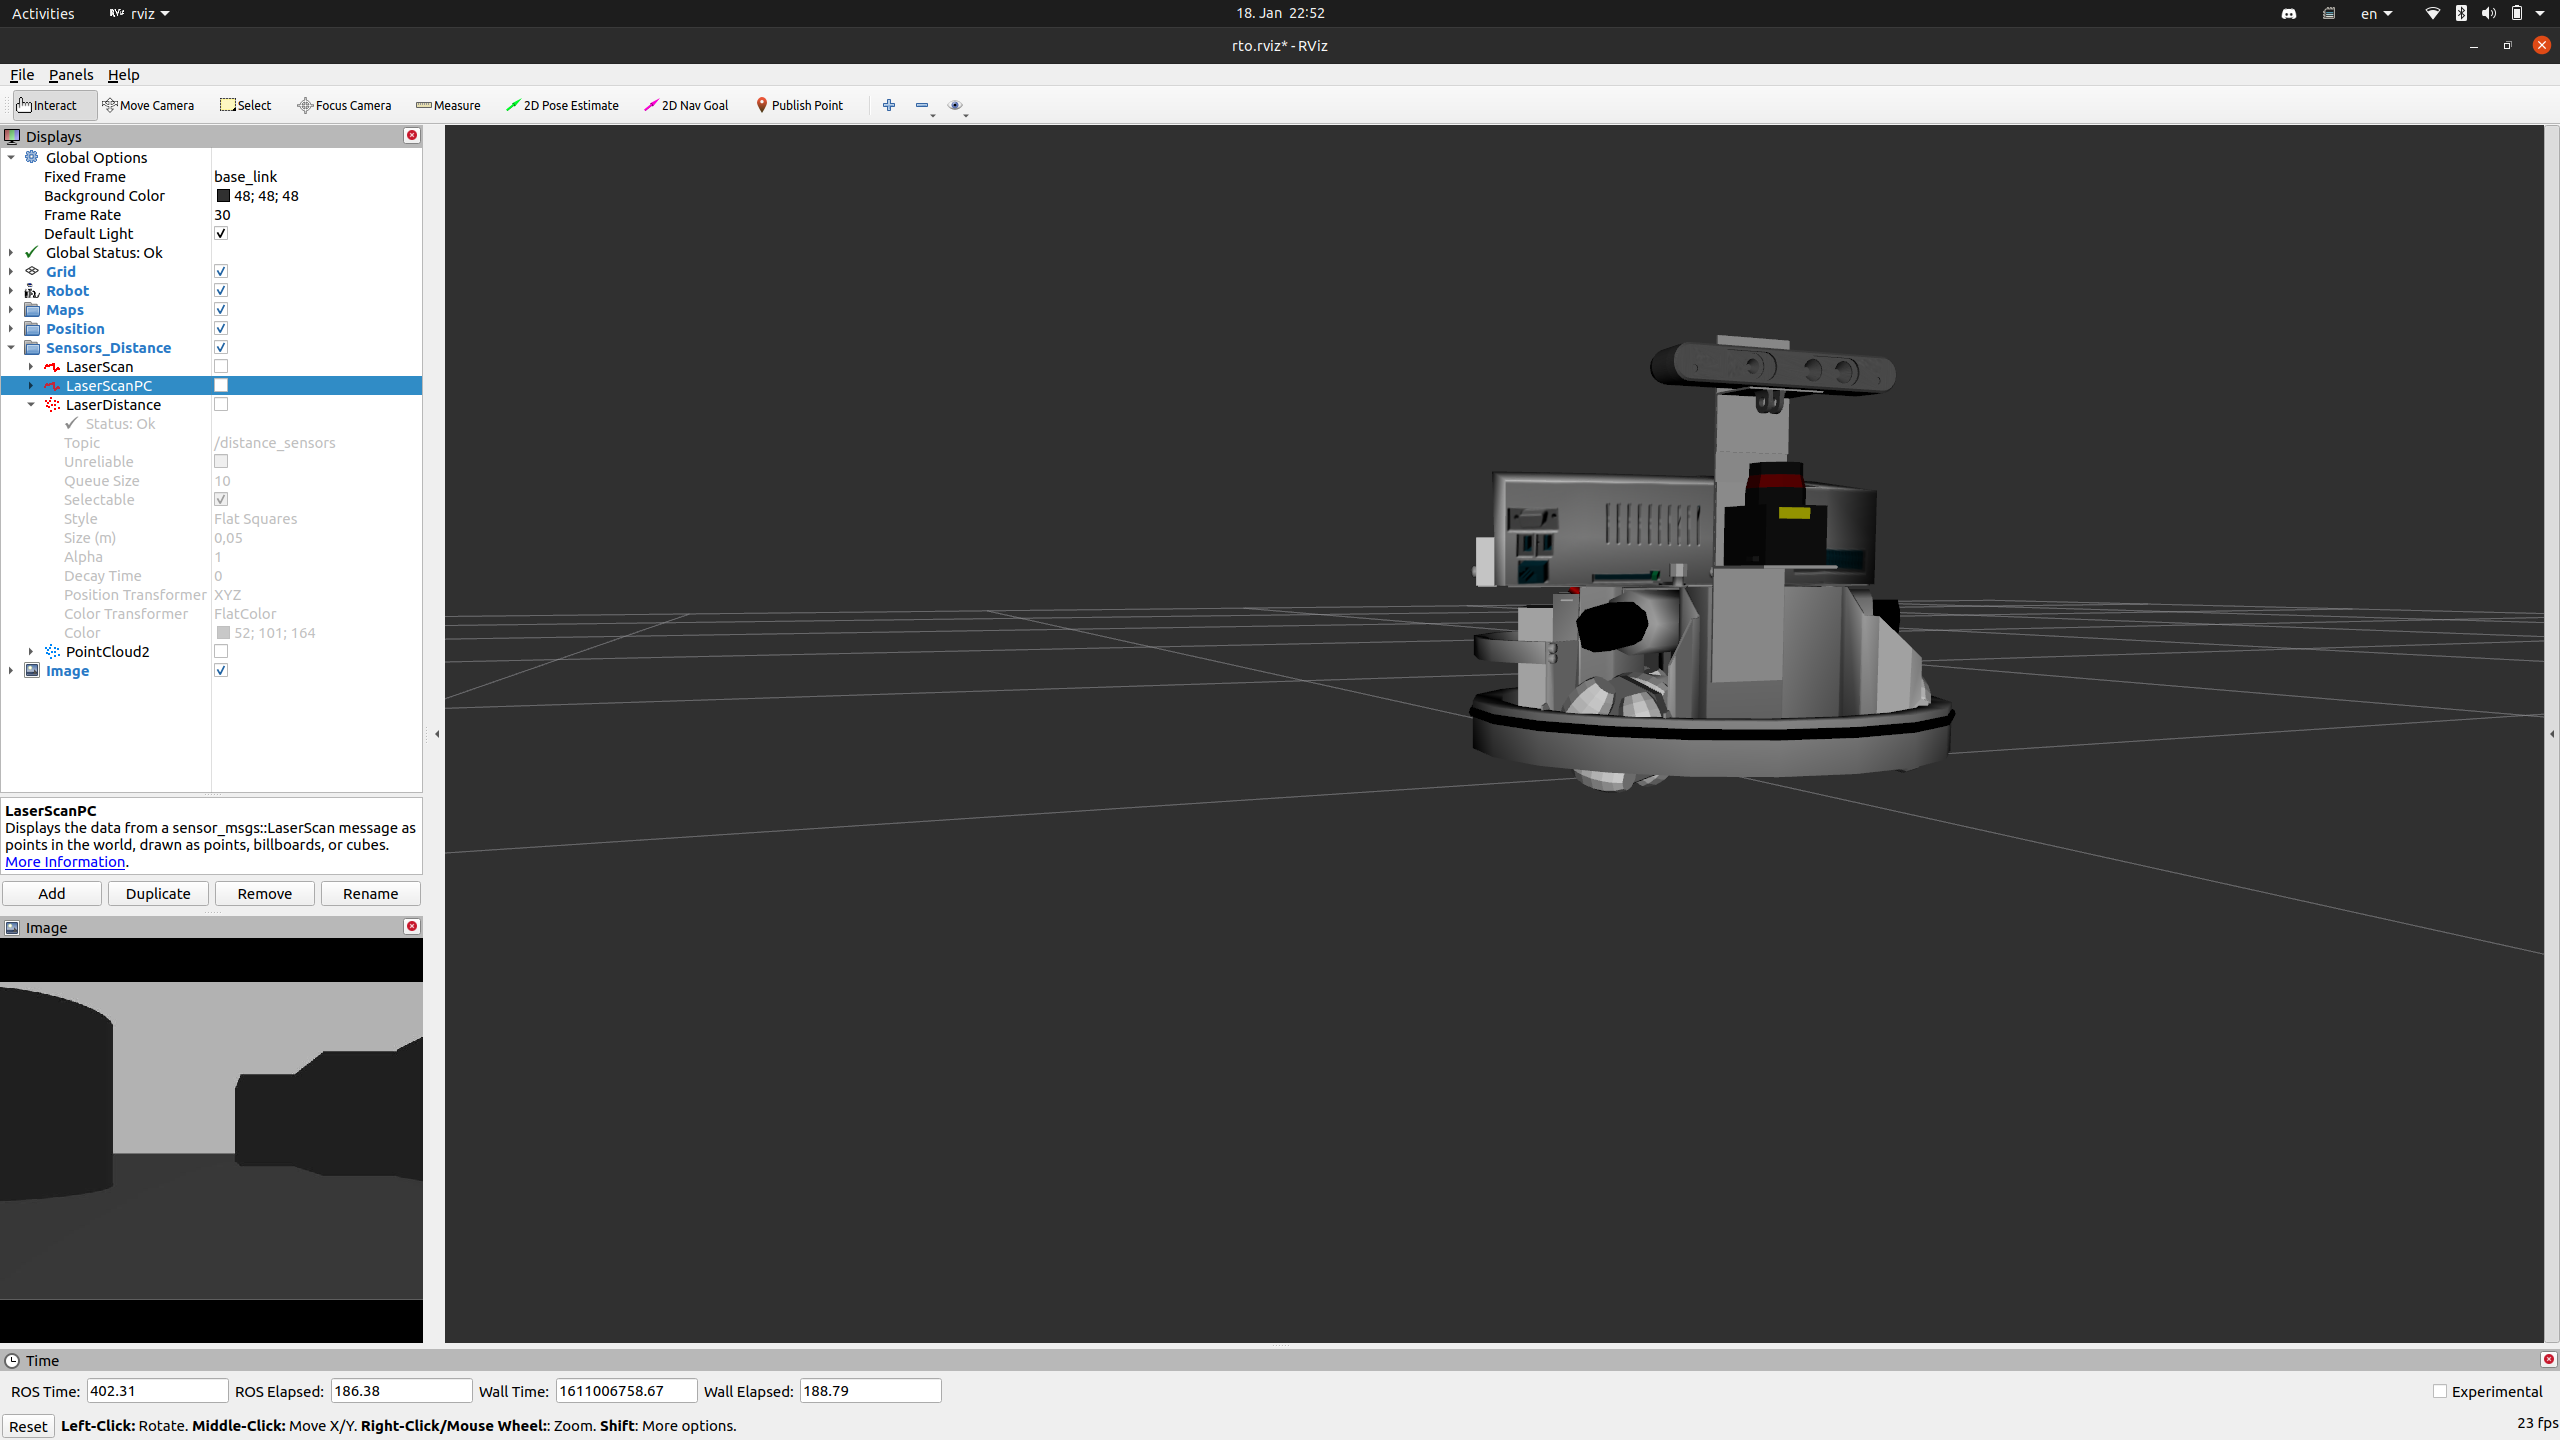 Activities rviz 18. Jan 22:52 en
rto.rviz* - RViz
File Panels Help
Interact Move Camera Select Focus Camera Measure 2D Pose Estimate 2D Nav Goal Publish Point
Displays
Global Options
Fixed Frame base_link
Background Color 48; 48; 48
Frame Rate 30
Default Light
Global Status: Ok
Grid
Robot
Maps
Position
Sensors_Distance
LaserScan
LaserScanPC
LaserDistance
Status: Ok
Topic /distance_sensors
Unreliable
Queue Size 10
Selectable
Style Flat Squares
Size (m) 0,05
Alpha 1
Decay Time 0
Position Transformer XYZ
Color Transformer FlatColor
Color 52; 101; 164
PointCloud2
Image
LaserScanPC
Displays the data from a sensor_msgs::LaserScan message as
points in the world, drawn as points, billboards, or cubes.
More Information.
Add Duplicate Remove Rename
Image
Time
ROS Time: 402.31 ROS Elapsed: 186.38 Wall Time: 1611006758.67 Wall Elapsed: 188.79 Experimental
Reset Left-Click: Rotate. Middle-Click: Move X/Y. Right-Click/Mouse Wheel:: Zoom. Shift: More options. 23 fps